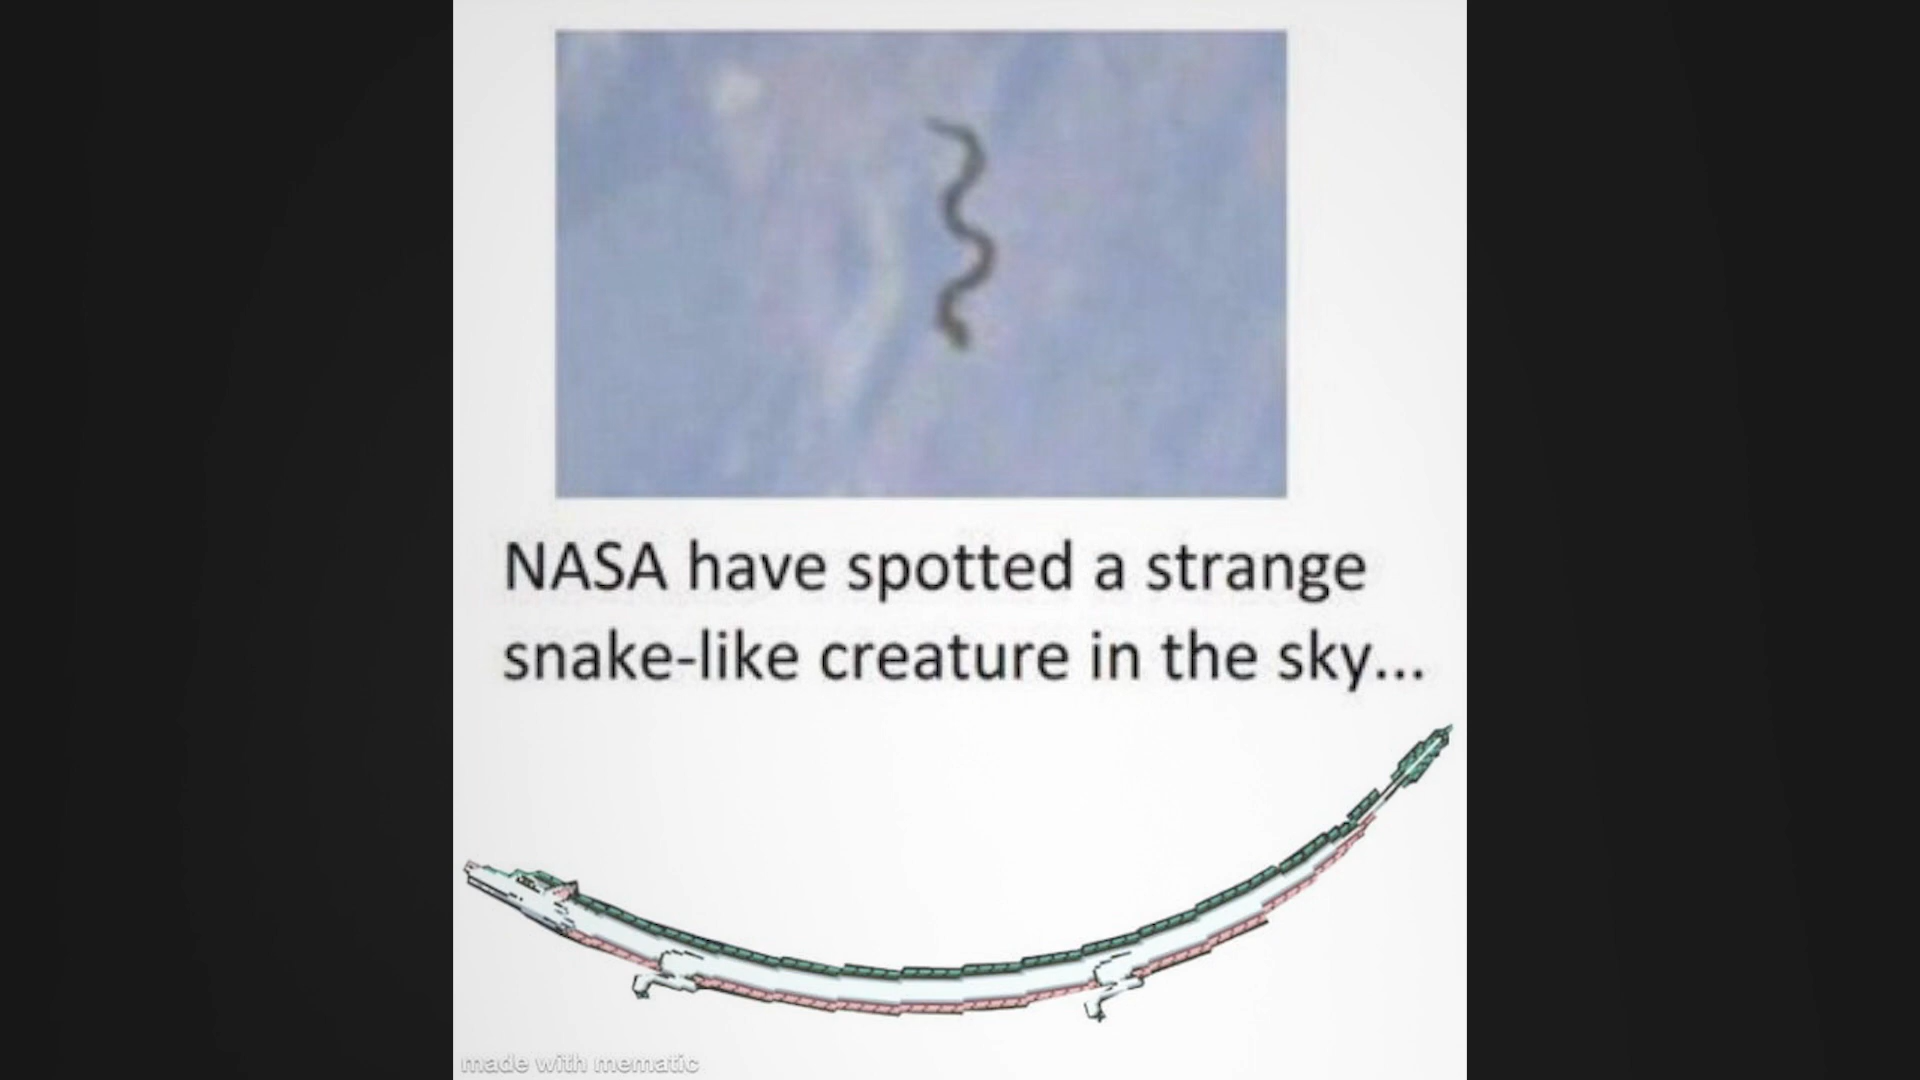 NASA have spotted a strange
snake-like creature in the sky...
made with mematic